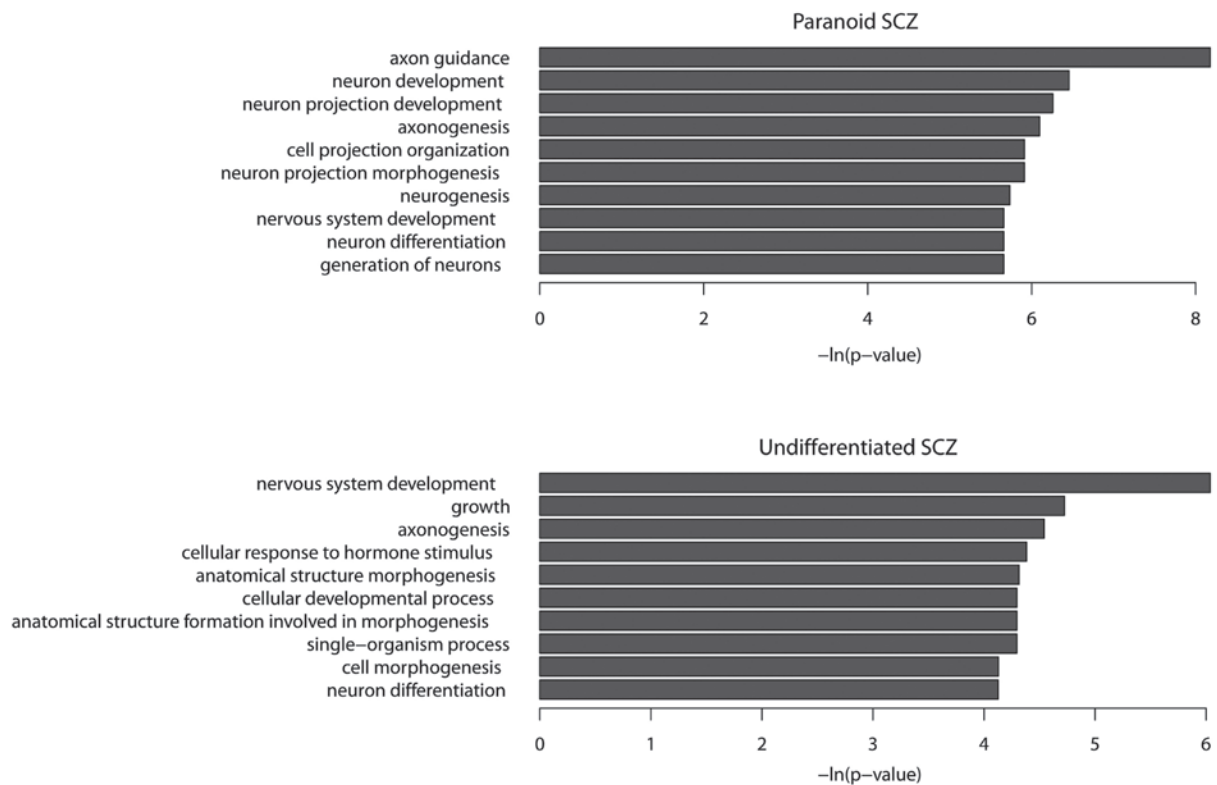 Paranoid SCZ
axon guidance
neuron development
neuron projection development
axonogenesis
cell projection organization
neuron projection morphogenesis
neurogenesis
nervous system development
neuron differentiation
generation of neurons
0 2 4 6 8
−ln(p−value)
Undifferentiated SCZ
nervous system development
growth
axonogenesis
cellular response to hormone stimulus
anatomical structure morphogenesis
cellular developmental process
anatomical structure formation involved in morphogenesis
single−organism process
cell morphogenesis
neuron differentiation
0 1 2 3 4 5 6
−ln(p−value)